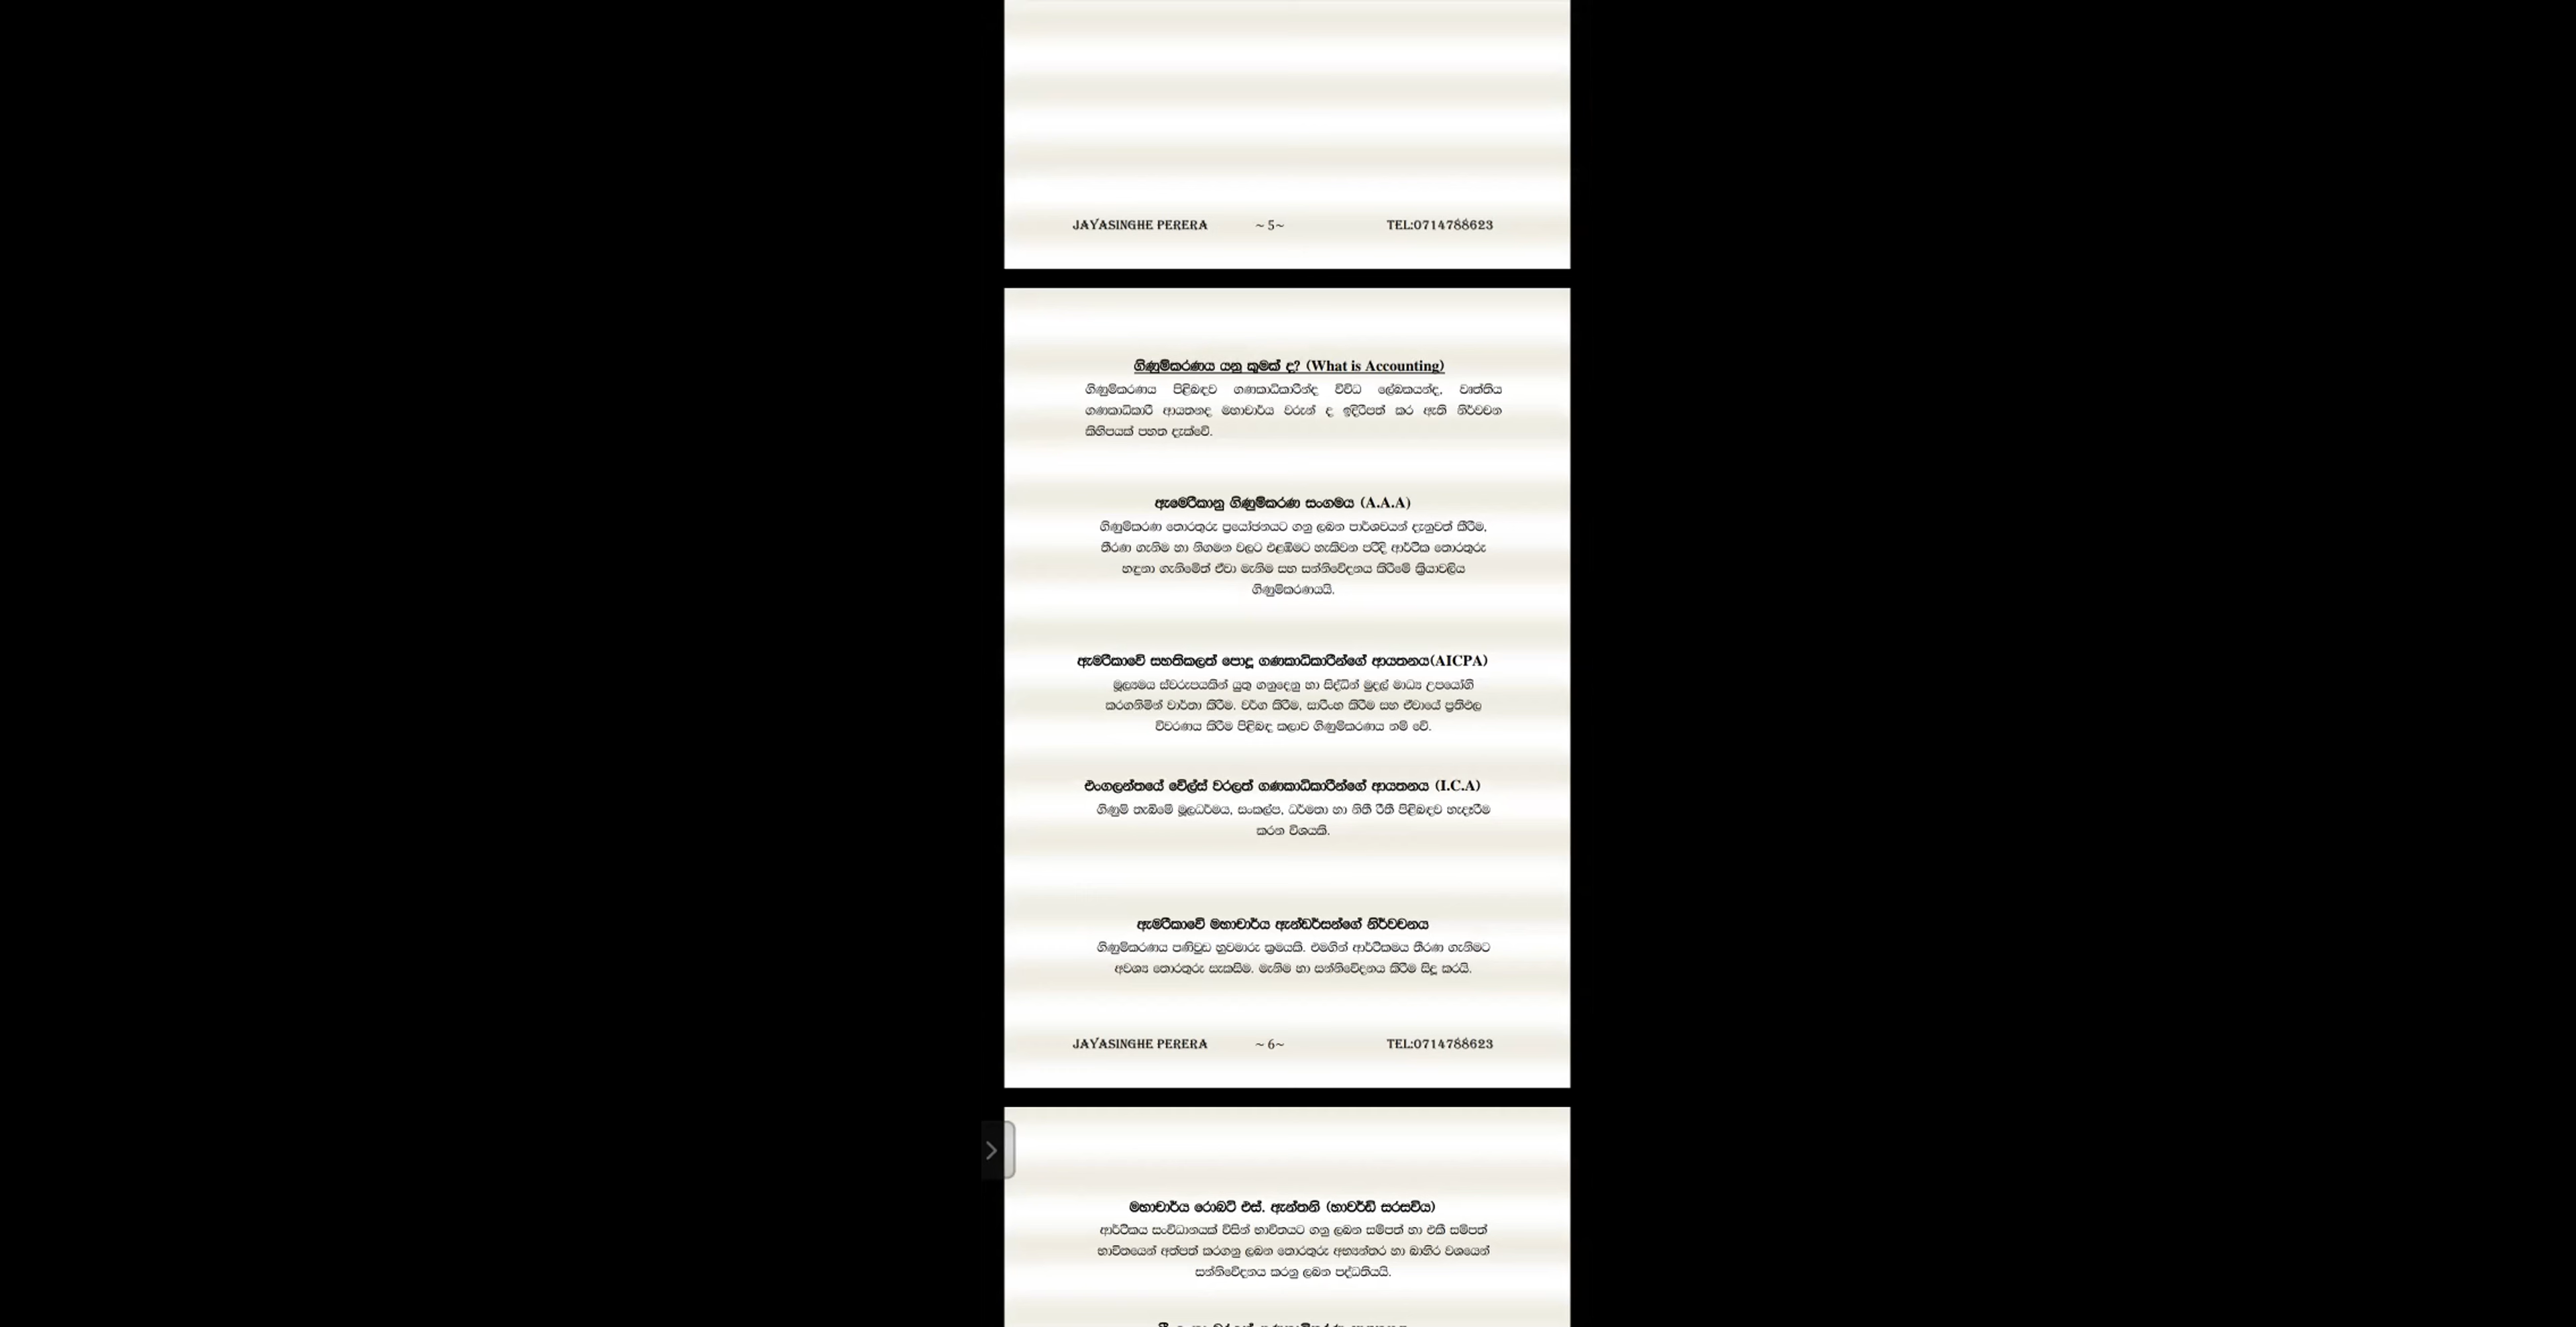 JAYASINGHE PERERA ~ 5~ TEL:0714788623
ගිණුම්කරණය යනු කුමක් ද? (What is Accounting)
ගිණුම්කරණය පිළිබඳව ගණකාධිකාරීන්ද විවිධ ලේඛකයන්ද, වෘත්තිය
ගණකාධිකාරී ආයතනද මහාචාර්ය වරුන් ද ඉදිරිපත් කර ඇති නිර්වචන
කිහිපයක් පහත දැක්වේ.
ඇමෙරිකානු ගිණුම්කරණ සංගමය (A.A.A)
ගිණුම්කරණ තොරතුරු ප්‍රයෝජනයට ගනු ලබන පාර්ශවයන් දැනුවත් කීරීම,
තීරණ ගැනිම හා නිගමන වලට එළඹීමට හැකිවන පරිදි ආර්ථික තොරතුරු
හඳුනා ගැනිමෙිත් ඒවා මැනිම සහ සන්නිවේදනය කිරීමේ ක්‍රියාවලිය
ගිණුම්කරණයයි.
ඇමරිකාවේ සහතිකලත් පොදු ගණකාධිකාරීන්ගේ ආයතනය(AICPA)
මූල්‍යමය ස්වරූපයකින් යුතු ගනුදෙනු හා සිද්ධීන් මුදල් මාධ්‍ය උපයෝගි
කරගනිමින් වාර්තා කිරීම. වර්ග කිරීම, සාරාංහ කිරීම සහ ඒවායේ ප්‍රතිඵල
විවරණය කිරීම පිළිබඳ කලාව ගිණුම්කරණය නම් වේ.
එංගලන්තයේ වේල්ස් වරලත් ගණකාධිකාරීන්ගේ ආයතනය (I.C.A)
ගිණුම් තැබීමේ මූලධර්මය, සංකල්ප, ධර්මතා හා නිතී රීතී පිළිබඳව හැදෑරීම
කරන විශයකි.
ඇමරිකාවේ මහාචාර්ය ඇන්ඩර්සන්ගේ නිර්වචනය
ගිණුම්කරණය පණිවුඩ හුවමාරු ක්‍රමයකි. එමගින් ආර්ථිකමය තීරණ ගැනිමට
අවශ්‍ය තොරතුරු සැකසිම. මැනිම හා සන්නිවේදනය කිරීම සිදු කරයි.
JAYASINGHE PERERA ~ 6~ TEL:0714788623
මහාචාර්ය රොබට් එස්. ඇන්තනි (හාවර්ඩ් සරසවිය)
ආර්ථිකය සංවිධානයක් විසින් භාවිතයට ගනු ලබන සම්පත් හා එකී සම්පත්
භාවිතයෙන් අත්පත් කරගනු ලබන තොරතුරු අභ්‍යන්තර හා බාහිර වශයෙන්
සන්නිවේදනය කරනු ලබන පද්ධතියයි.